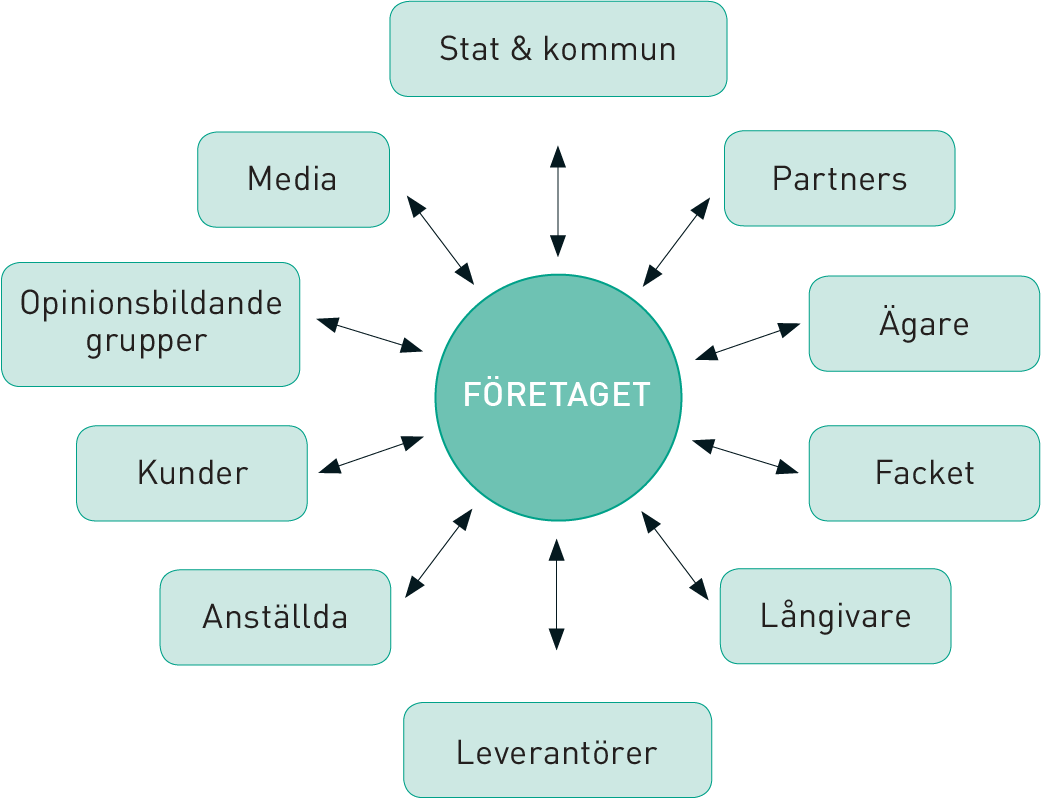 Stat & kommun
Media
Partners
Opinionsbildande
grupper
Ägare
FÖRETAGET
Kunder
Facket
Anställda
Långivare
Leverantörer